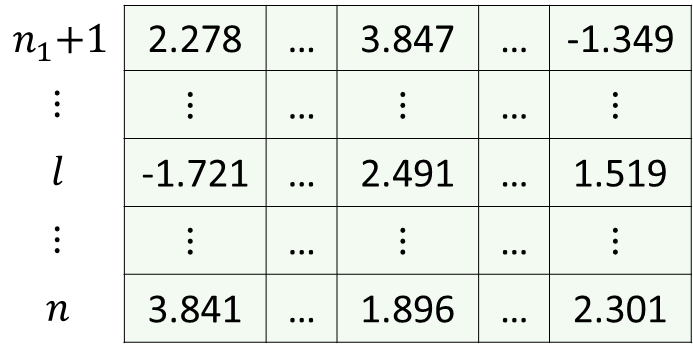 n₁+1 2.278 ... 3.847 ... -1.349
⋮ ⋮ ... ⋮ ... ⋮
l -1.721 ... 2.491 ... 1.519
⋮ ⋮ ... ⋮ ... ⋮
n 3.841 ... 1.896 ... 2.301